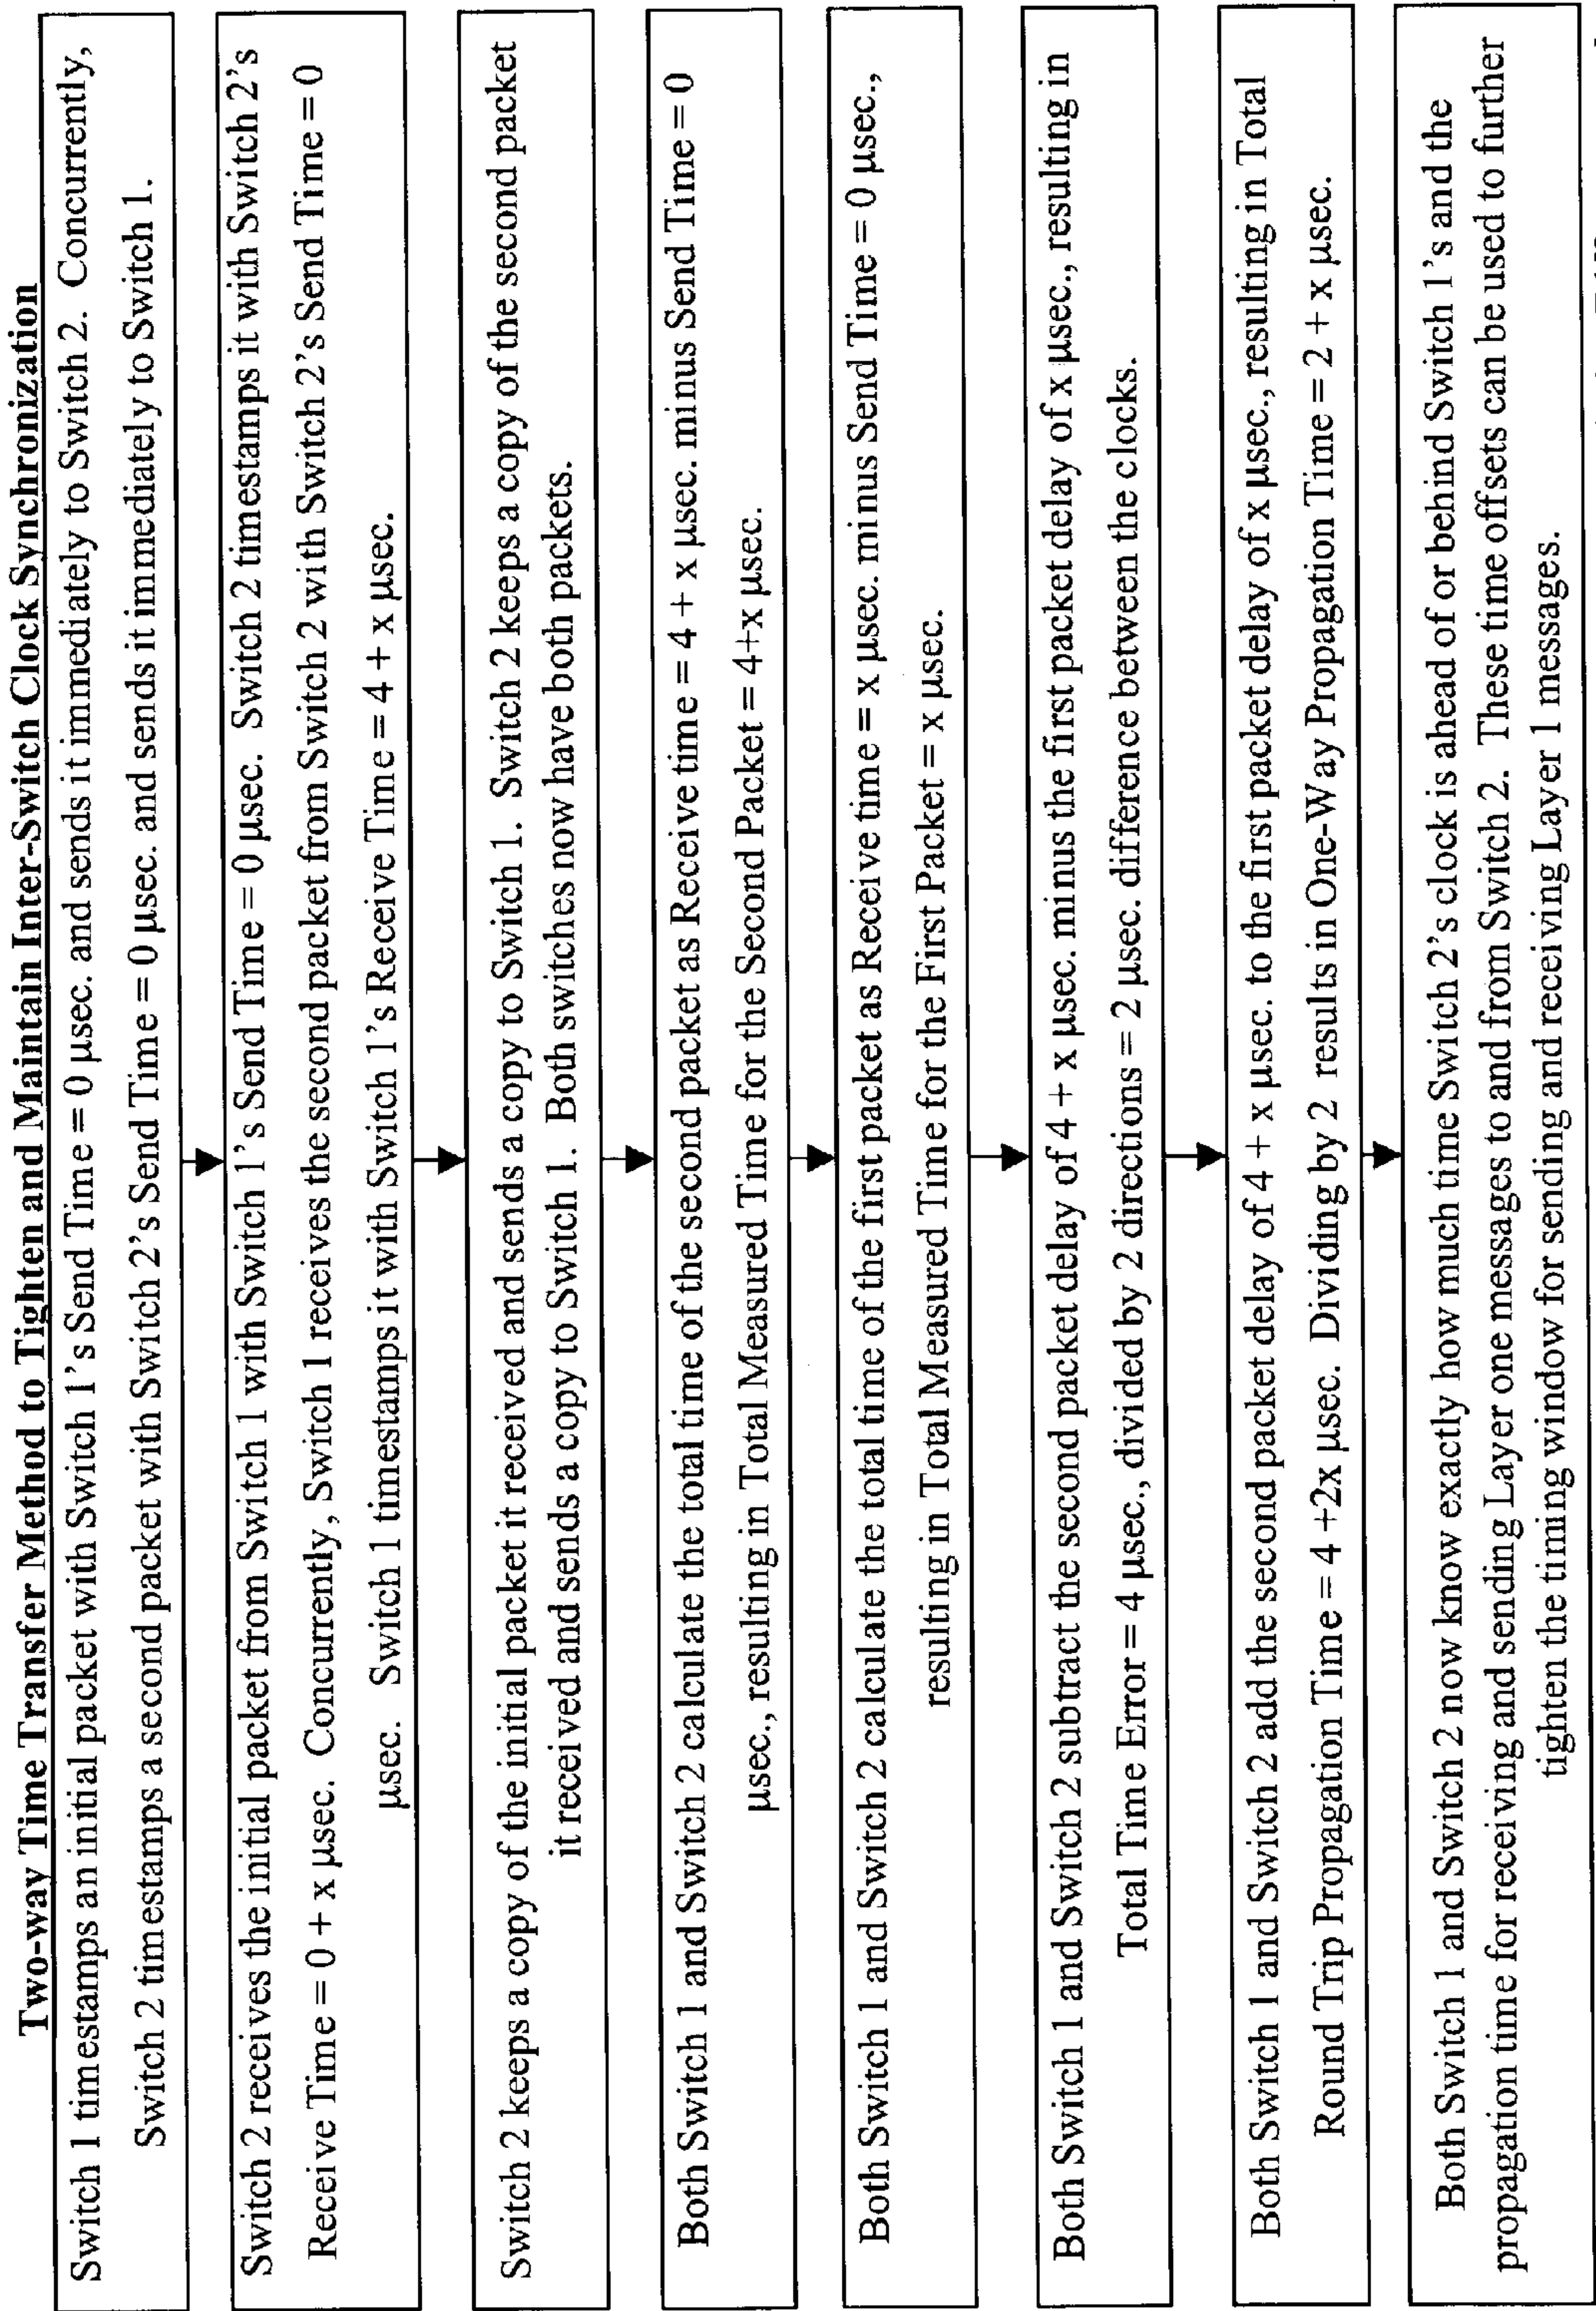 Two-way Time Transfer Method to Tighten and Maintain Inter-Switch Clock Synchronization
Switch 1 timestamps an initial packet with Switch 1's Send Time = 0 µsec. and sends it immediately to Switch 2. Concurrently,
Switch 2 timestamps a second packet with Switch 2's Send Time = 0 µsec. and sends it immediately to Switch 1.
Switch 2 receives the initial packet from Switch 1 with Switch 1's Send Time = 0 µsec. Switch 2 timestamps it with Switch 2's
Receive Time = 0 + x µsec. Concurrently, Switch 1 receives the second packet from Switch 2 with Switch 2's Send Time = 0
µsec. Switch 1 timestamps it with Switch 1's Receive Time = 4 + x µsec.
Switch 2 keeps a copy of the initial packet it received and sends a copy to Switch 1. Switch 2 keeps a copy of the second packet
it received and sends a copy to Switch 1. Both switches now have both packets.
Both Switch 1 and Switch 2 calculate the total time of the second packet as Receive time = 4 + x µsec. minus Send Time = 0
µsec., resulting in Total Measured Time for the Second Packet = 4+x µsec.
Both Switch 1 and Switch 2 calculate the total time of the first packet as Receive time = x µsec. minus Send Time = 0 µsec.,
resulting in Total Measured Time for the First Packet = x µsec.
Both Switch 1 and Switch 2 subtract the second packet delay of 4 + x µsec. minus the first packet delay of x µsec., resulting in
Total Time Error = 4 µsec., divided by 2 directions = 2 µsec. difference between the clocks.
Both Switch 1 and Switch 2 add the second packet delay of 4 + x µsec. to the first packet delay of x µsec., resulting in Total
Round Trip Propagation Time = 4 +2x µsec. Dividing by 2 results in One-Way Propagation Time = 2 + x µsec.
Both Switch 1 and Switch 2 now know exactly how much time Switch 2's clock is ahead of or behind Switch 1's and the
propagation time for receiving and sending Layer one messages to and from Switch 2. These time offsets can be used to further
tighten the timing window for sending and receiving Layer 1 messages.